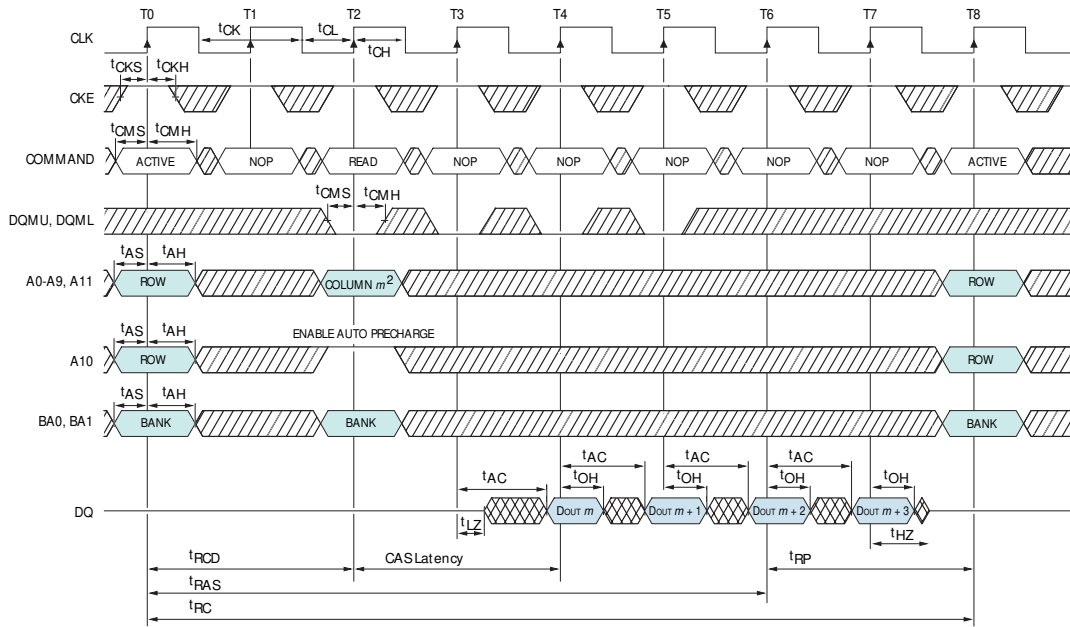 T0 T1 T2 T3 T4 T5 T6 T7 T8
CLK tCK tCL tCH
tCKS tCKH
CKE
tCMS tCMH
COMMAND ACTIVE NOP READ NOP NOP NOP NOP NOP ACTIVE
tCMS tCMH
DQMU, DQML
tAS tAH
A0-A9, A11 ROW COLUMN m2 ROW
tAS tAH ENABLE AUTO PRECHARGE
A10 ROW ROW
tAS tAH
BA0, BA1 BANK BANK BANK
tAC tAC tAC tAC
tOH tOH tOH tOH
DQ DOUT m DOUT m + 1 DOUT m + 2 DOUT m + 3
tLZ tHZ
tRCD CAS Latency tRP
tRAS
tRC